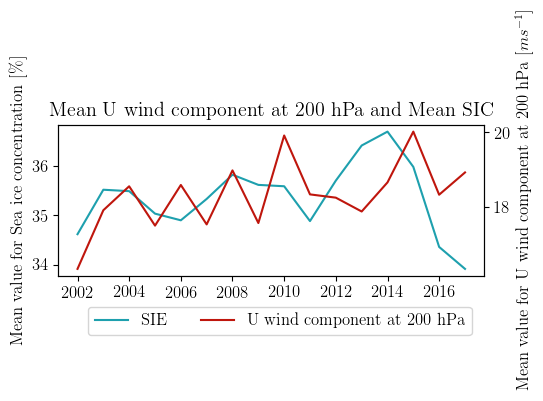 Mean U wind component at 200 hPa and Mean SIC
Mean value for Sea ice concentration [%]
36
35
34
20
18
Mean value for U wind component at 200 hPa [ms⁻¹]
2002 2004 2006 2008 2010 2012 2014 2016
SIE U wind component at 200 hPa